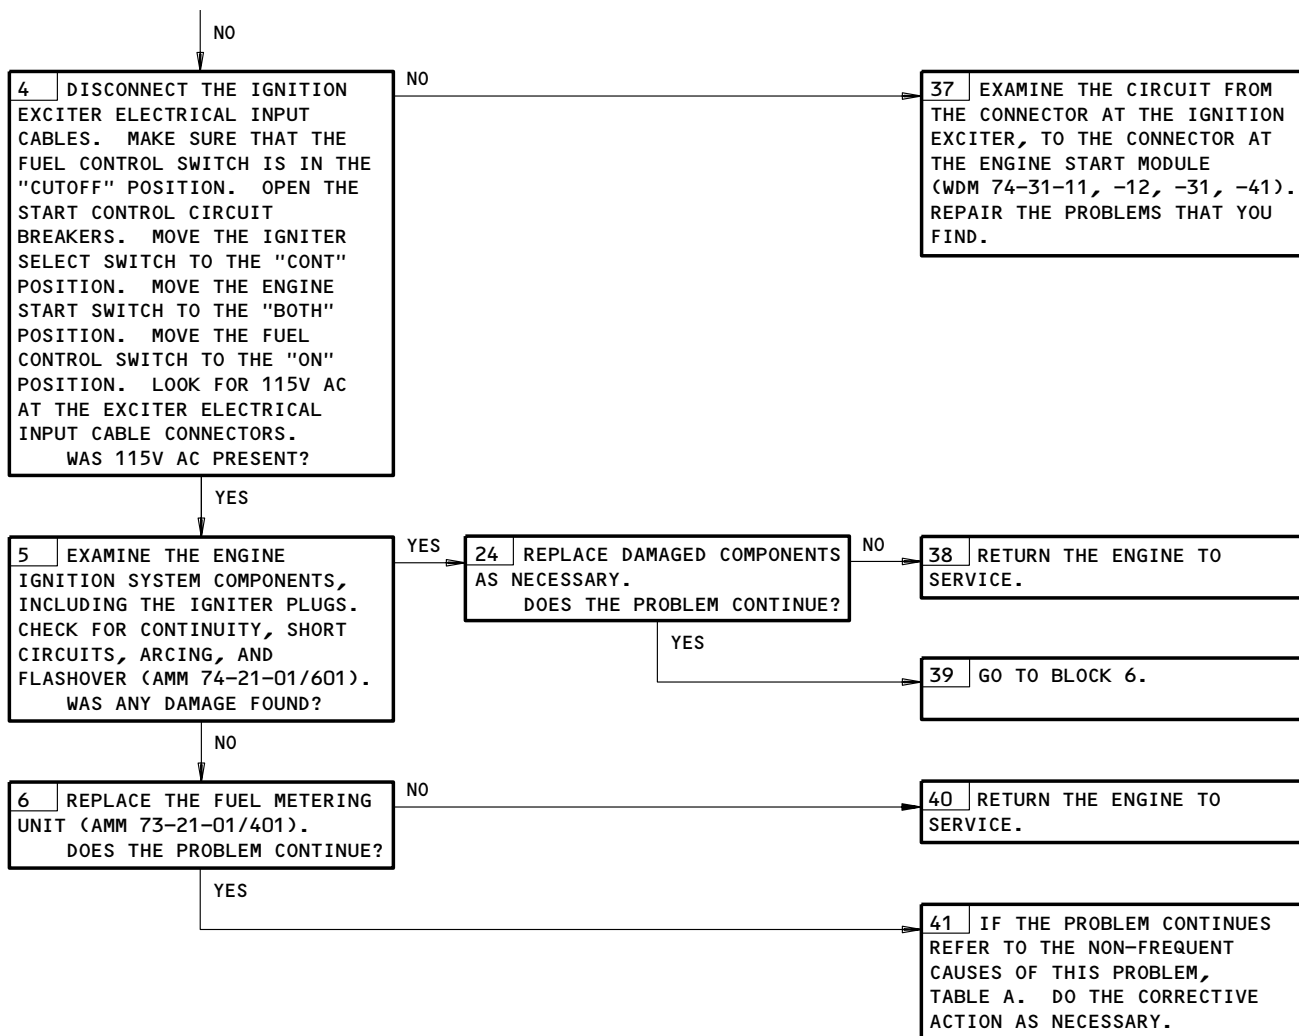 NO
4 DISCONNECT THE IGNITION
EXCITER ELECTRICAL INPUT
CABLES. MAKE SURE THAT THE
FUEL CONTROL SWITCH IS IN THE
"CUTOFF" POSITION. OPEN THE
START CONTROL CIRCUIT
BREAKERS. MOVE THE IGNITER
SELECT SWITCH TO THE "CONT"
POSITION. MOVE THE ENGINE
START SWITCH TO THE "BOTH"
POSITION. MOVE THE FUEL
CONTROL SWITCH TO THE "ON"
POSITION. LOOK FOR 115V AC
AT THE EXCITER ELECTRICAL
INPUT CABLE CONNECTORS.
WAS 115V AC PRESENT?
NO
37 EXAMINE THE CIRCUIT FROM
THE CONNECTOR AT THE IGNITION
EXCITER, TO THE CONNECTOR AT
THE ENGINE START MODULE
(WDM 74-31-11, -12, -31, -41).
REPAIR THE PROBLEMS THAT YOU
FIND.
YES
5 EXAMINE THE ENGINE
IGNITION SYSTEM COMPONENTS,
INCLUDING THE IGNITER PLUGS.
CHECK FOR CONTINUITY, SHORT
CIRCUITS, ARCING, AND
FLASHOVER (AMM 74-21-01/601).
WAS ANY DAMAGE FOUND?
YES
24 REPLACE DAMAGED COMPONENTS
AS NECESSARY.
DOES THE PROBLEM CONTINUE?
NO
38 RETURN THE ENGINE TO
SERVICE.
YES
39 GO TO BLOCK 6.
NO
6 REPLACE THE FUEL METERING
UNIT (AMM 73-21-01/401).
DOES THE PROBLEM CONTINUE?
NO
40 RETURN THE ENGINE TO
SERVICE.
YES
41 IF THE PROBLEM CONTINUES
REFER TO THE NON-FREQUENT
CAUSES OF THIS PROBLEM,
TABLE A. DO THE CORRECTIVE
ACTION AS NECESSARY.